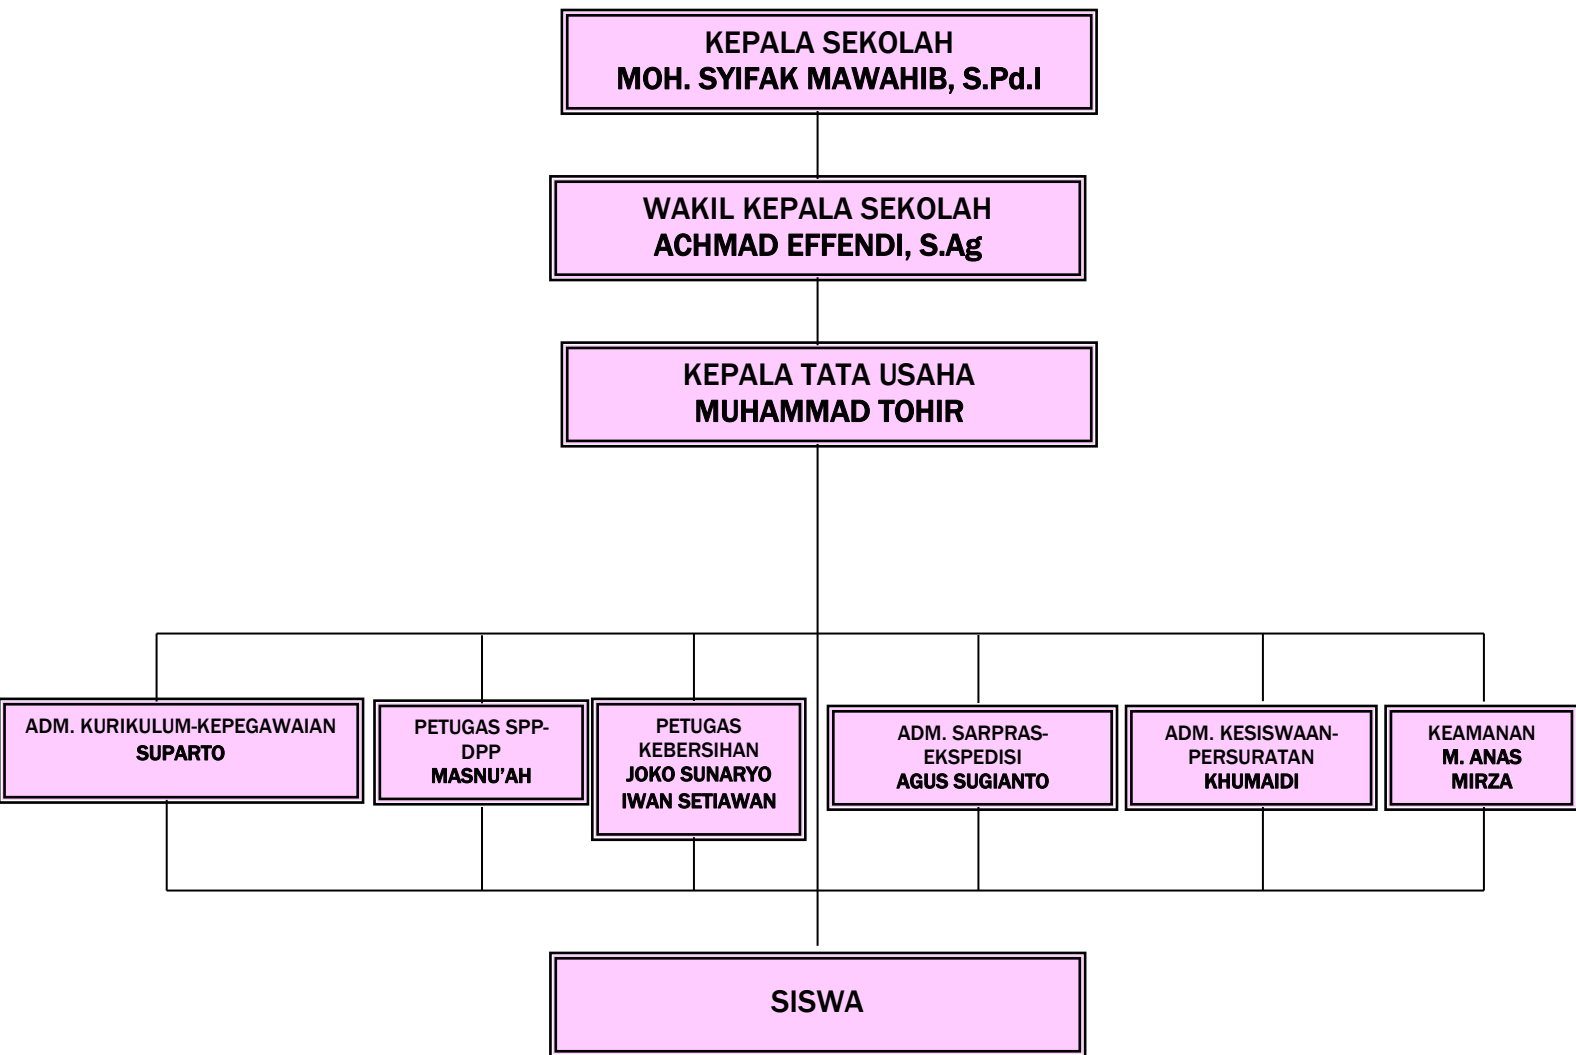 KEPALA SEKOLAH
MOH. SYIFAK MAWAHIB, S.Pd.I
WAKIL KEPALA SEKOLAH
ACHMAD EFFENDI, S.Ag
KEPALA TATA USAHA
MUHAMMAD TOHIR
ADM. KURIKULUM-KEPEGAWAIAN
SUPARTO
PETUGAS SPP-
DPP
MASNU’AH
PETUGAS
KEBERSIHAN
JOKO SUNARYO
IWAN SETIAWAN
ADM. SARPRAS-
EKSPEDISI
AGUS SUGIANTO
ADM. KESISWAAN-
PERSURATAN
KHUMAIDI
KEAMANAN
M. ANAS
MIRZA
SISWA